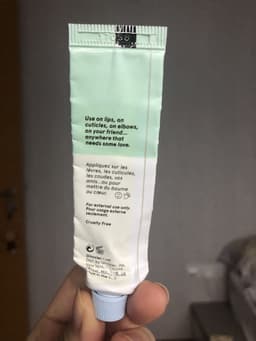 Use on lips, on
cuticles, on elbows,
on your friend...
anywhere that
needs some love.
Appliquez sur les
lèvres, les cuticules,
les coudes, vos
amis...ou pour
mettre du baume
au cœur.
For external use only
Pour usage externe
seulement.
Cruelty Free